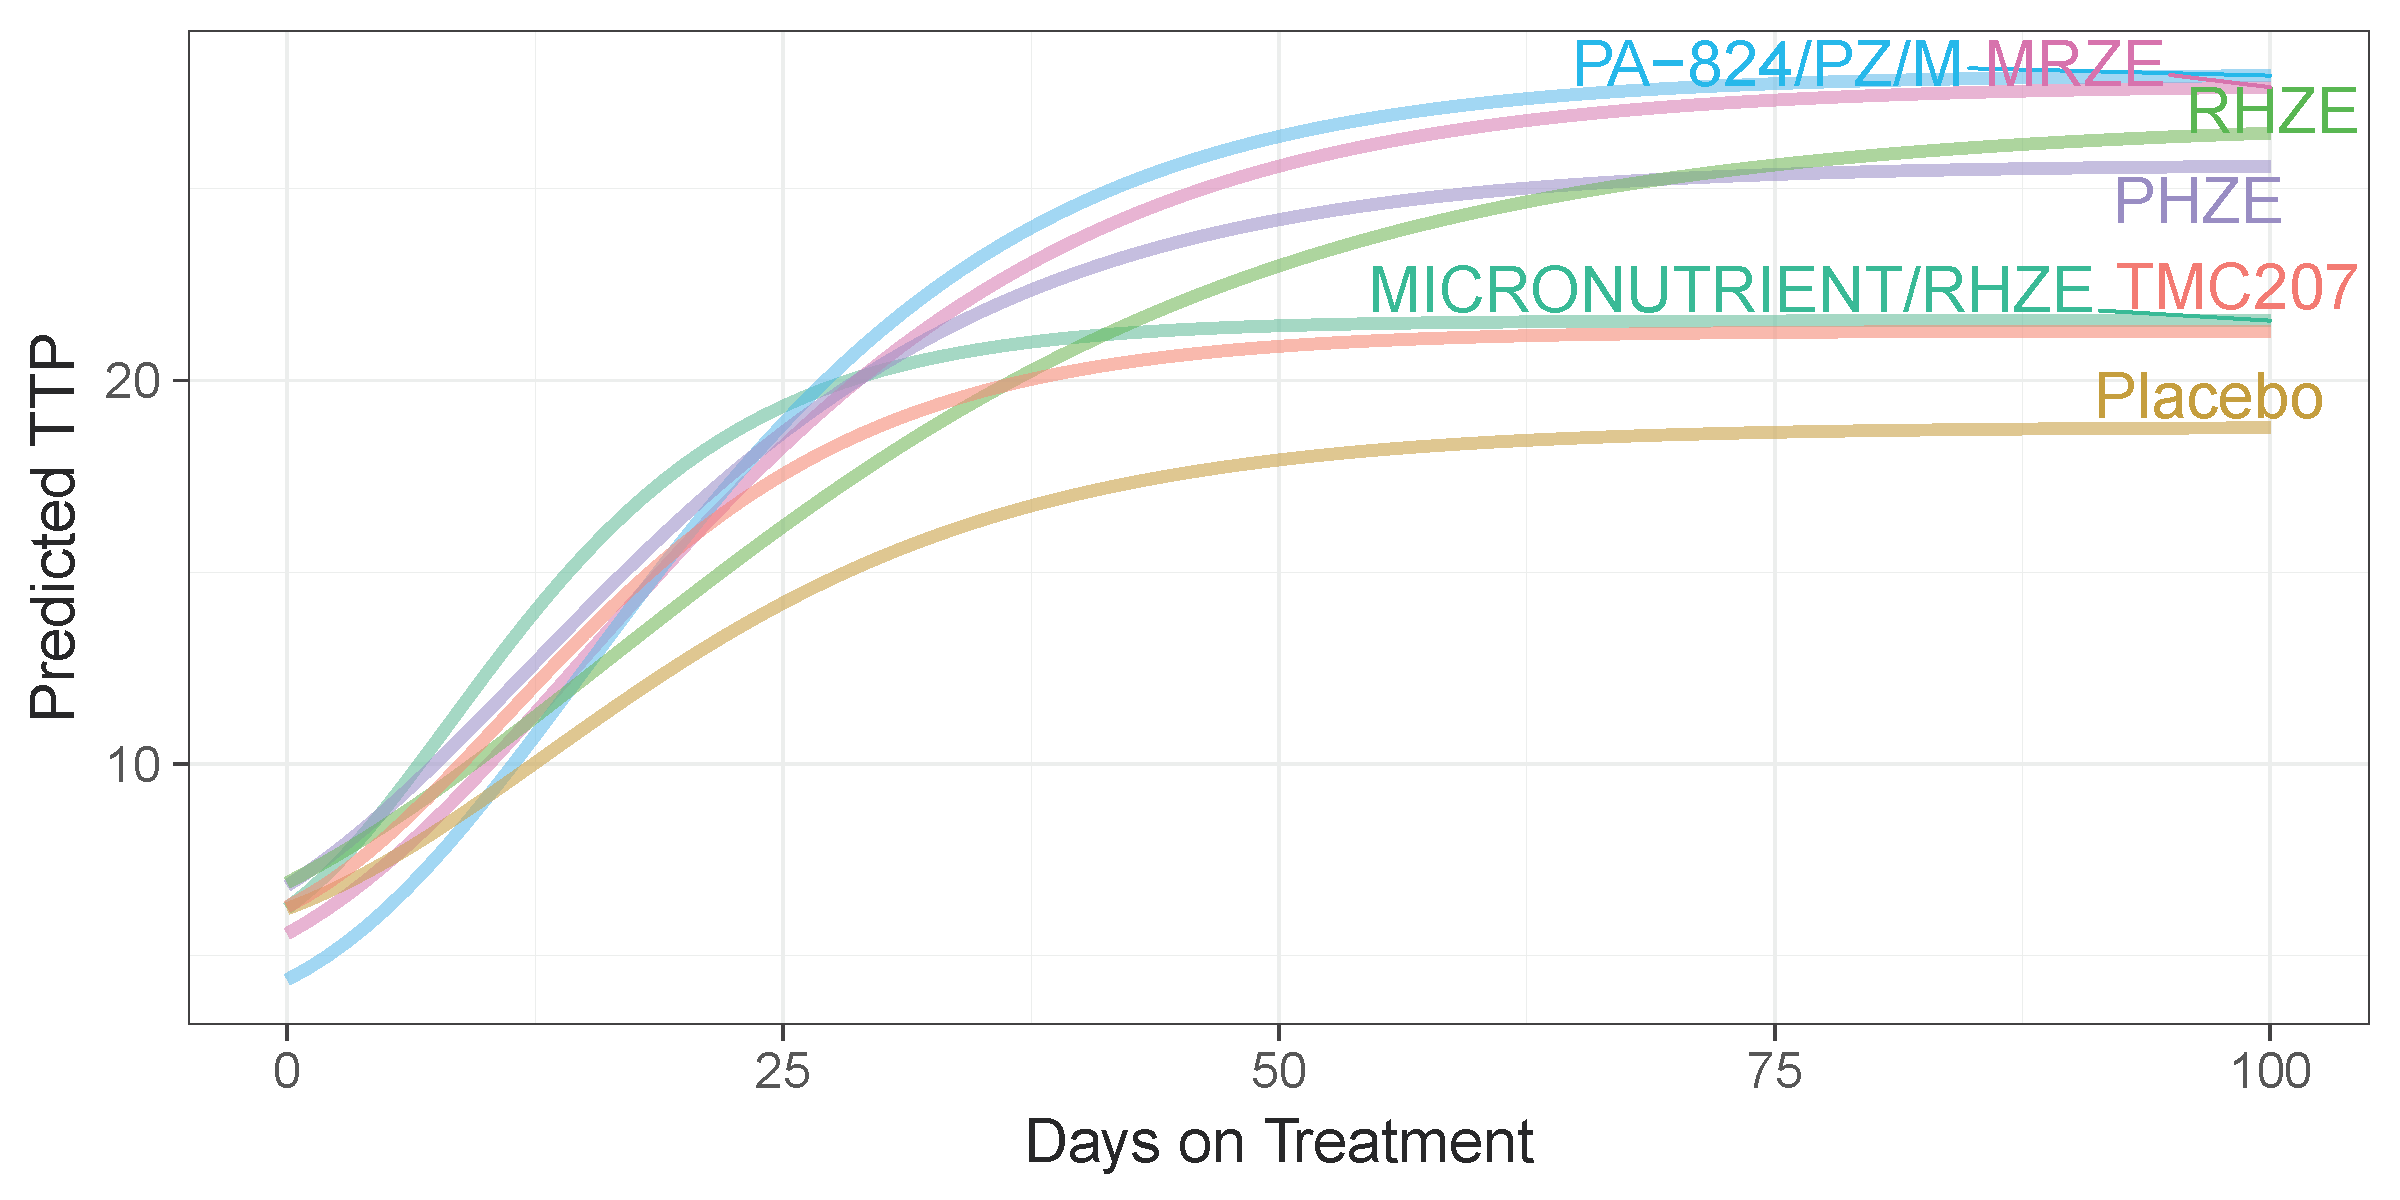 PA−824/PZ/M MRZE
RHZE
PHZE
MICRONUTRIENT/RHZE TMC207
Placebo
20
10
Predicted TTP
0 25 50 75 100
Days on Treatment